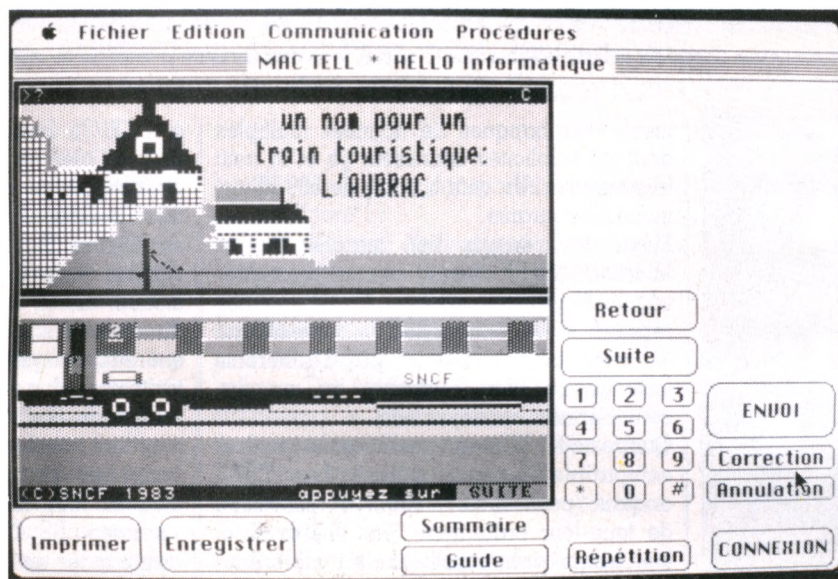 Fichier Edition Communication Procédures
MAC TELL * HELLO Informatique
>? C
un nom pour un
train touristique:
L'AUBRAC
2
SNCF
(C)SNCF 1983 appuyez sur SUITE
Retour
Suite
1 2 3
4 5 6
7 8 9
* 0 #
ENVOI
Correction
Annulation
Imprimer
Enregistrer
Sommaire
Guide
Répétition
CONNEXION